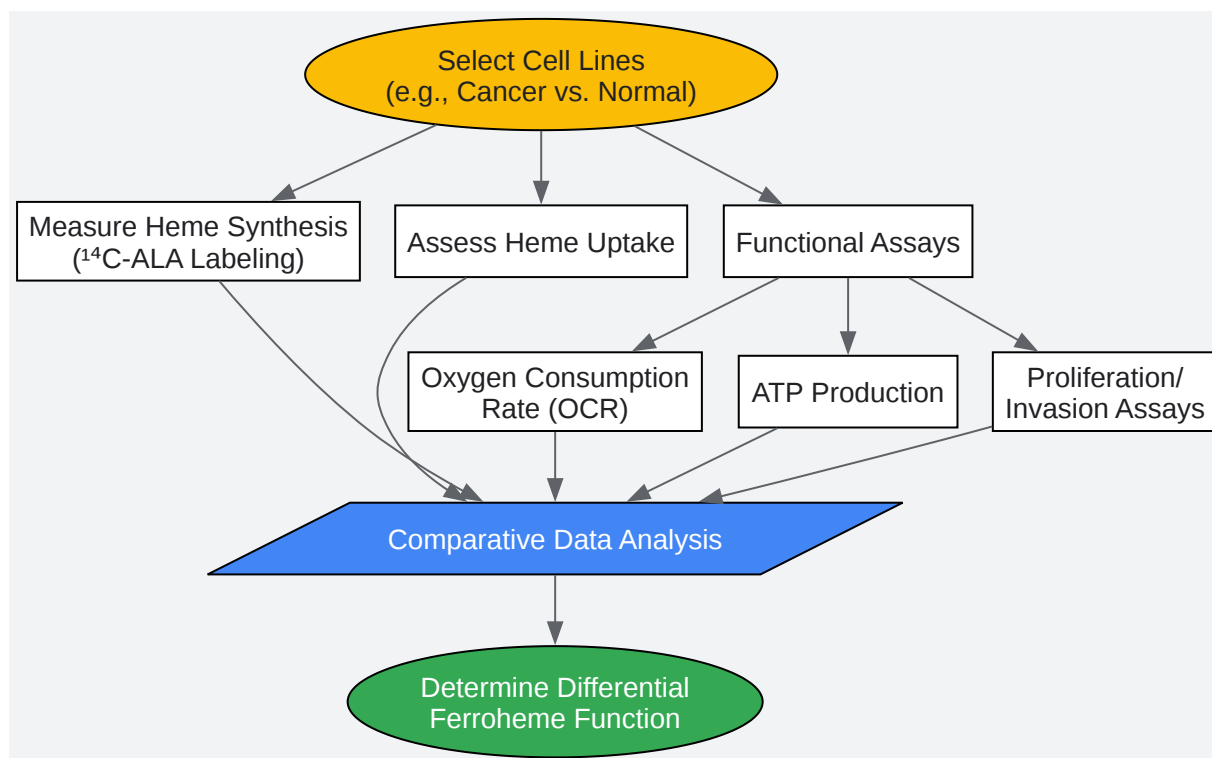 Select Cell Lines
(e.g., Cancer vs. Normal)
Measure Heme Synthesis
(¹⁴C-ALA Labeling)
Assess Heme Uptake
Functional Assays
Oxygen Consumption
Rate (OCR)
ATP Production
Proliferation/
Invasion Assays
Comparative Data Analysis
Determine Differential
Ferroheme Function